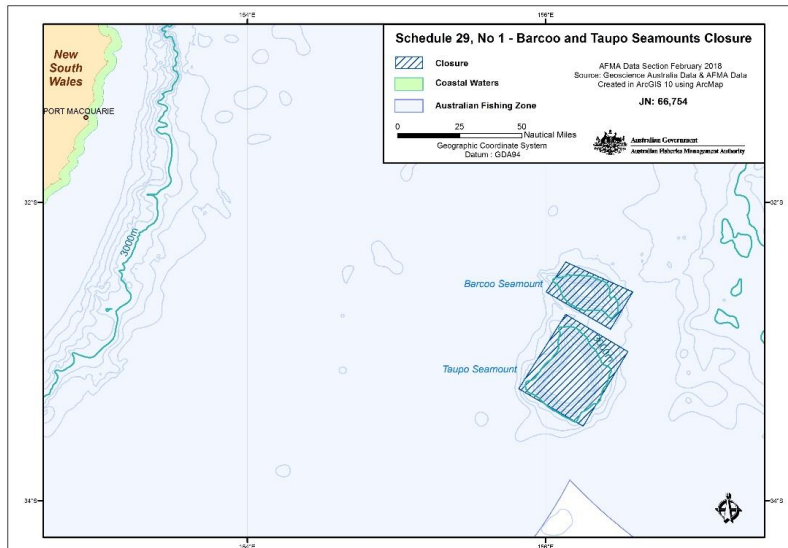 154°E
156°E
Schedule 29, No 1 - Barcoo and Taupo Seamounts Closure
Closure
Coastal Waters
Australian Fishing Zone
AFMA Data Section February 2018
Source: Geoscience Australia Data & AFMA Data
Created in ArcGIS 10 using ArcMap
JN: 66,754
0 25 50
Nautical Miles
Geographic Coordinate System
Datum : GDA94
Australian Government
Australian Fisheries Management Authority
New
South
Wales
PORT MACQUARIE
32°S
32°S
3000m
Barcoo Seamount
3000m
Taupo Seamount
34°S
34°S
154°E
156°E